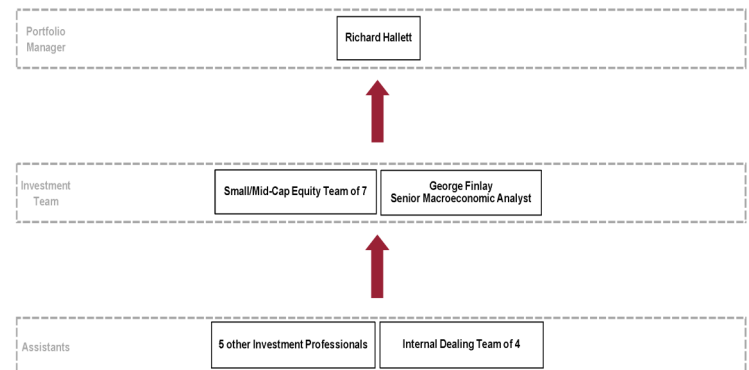 Portfolio
Manager
Richard Hallett
Investment
Team
Small/Mid-Cap Equity Team of 7
George Finlay
Senior Macroeconomic Analyst
Assistants
5 other Investment Professionals
Internal Dealing Team of 4